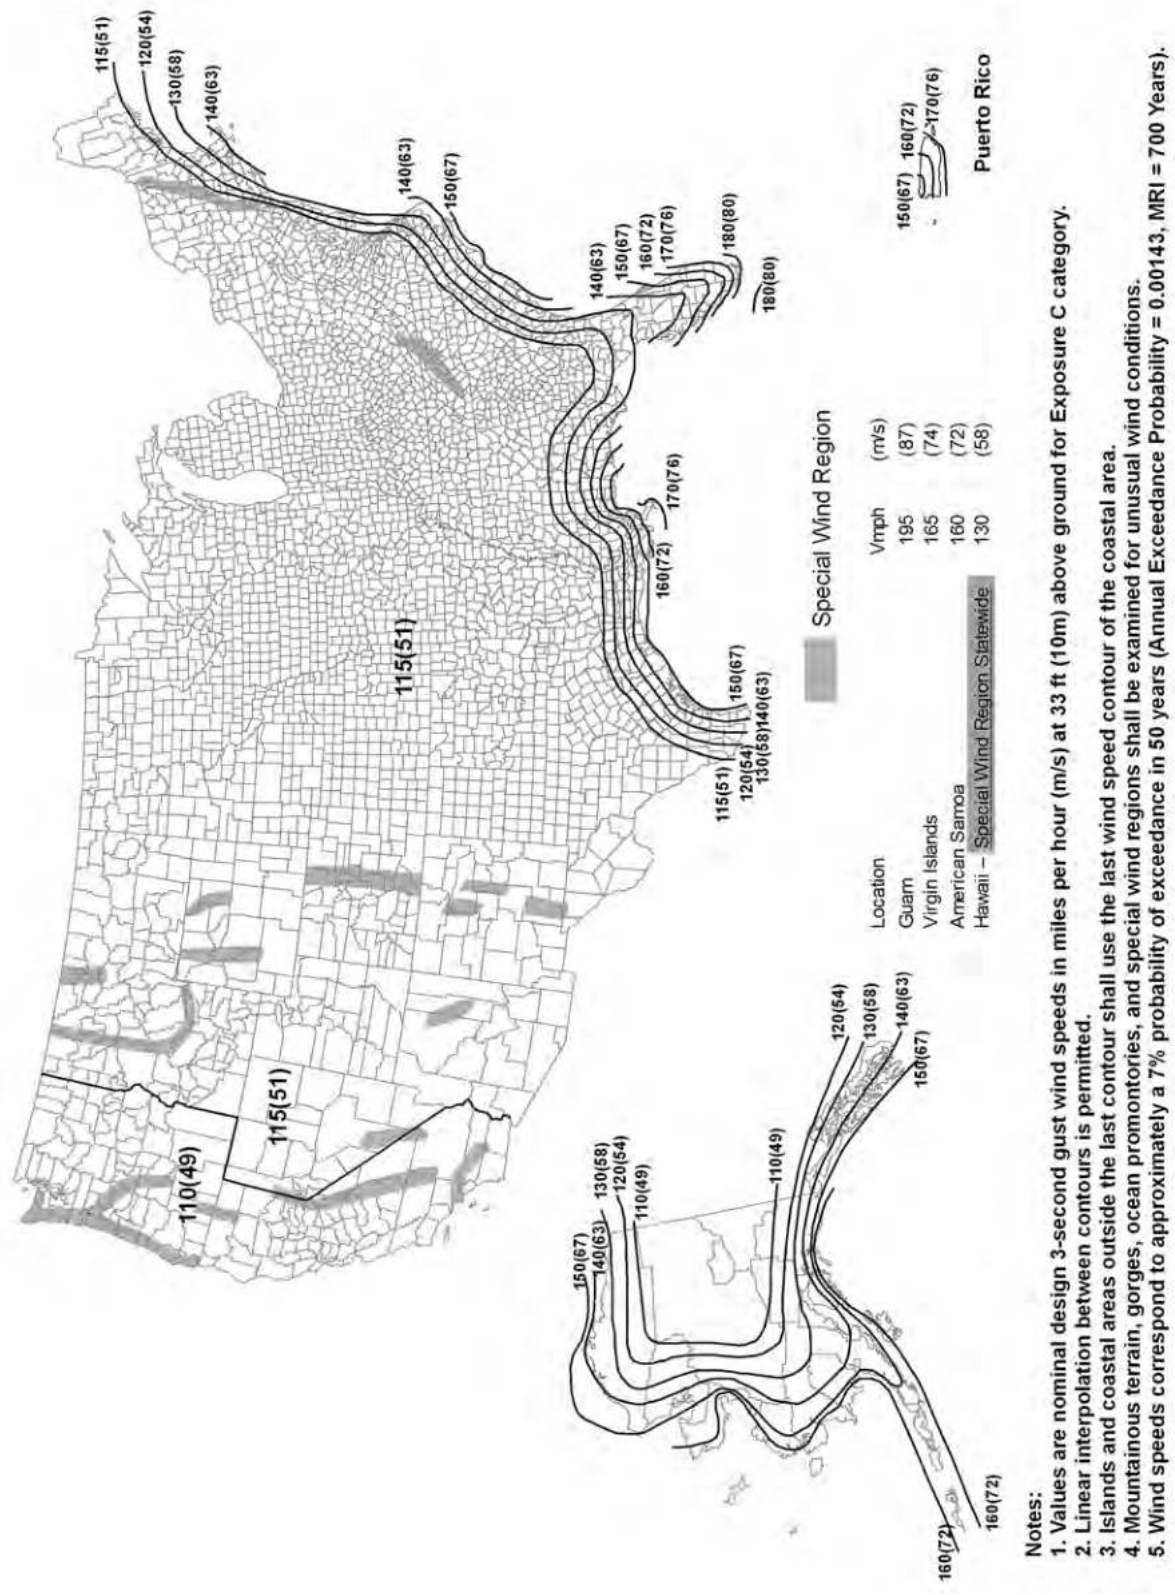 115(51)
120(54)
130(58)
140(63)
140(63)
150(67)
140(63)
150(67)
160(72)
170(76)
180(80)
180(80)
170(76)
160(72)
150(67)
140(63)
130(58)
120(54)
115(51)
115(51)
115(51)
110(49)
150(67)
160(72)
170(76)
Puerto Rico
Special Wind Region
Location Vmph (m/s)
Guam 195 (87)
Virgin Islands 165 (74)
American Samoa 160 (72)
Hawaii – Special Wind Region Statewide 130 (58)
150(67)
140(63)
130(58)
120(54)
110(49)
110(49)
120(54)
130(58)
140(63)
150(67)
160(72)
160(72)
Notes:
1. Values are nominal design 3-second gust wind speeds in miles per hour (m/s) at 33 ft (10m) above ground for Exposure C category.
2. Linear interpolation between contours is permitted.
3. Islands and coastal areas outside the last contour shall use the last wind speed contour of the coastal area.
4. Mountainous terrain, gorges, ocean promontories, and special wind regions shall be examined for unusual wind conditions.
5. Wind speeds correspond to approximately a 7% probability of exceedance in 50 years (Annual Exceedance Probability = 0.00143, MRI = 700 Years).